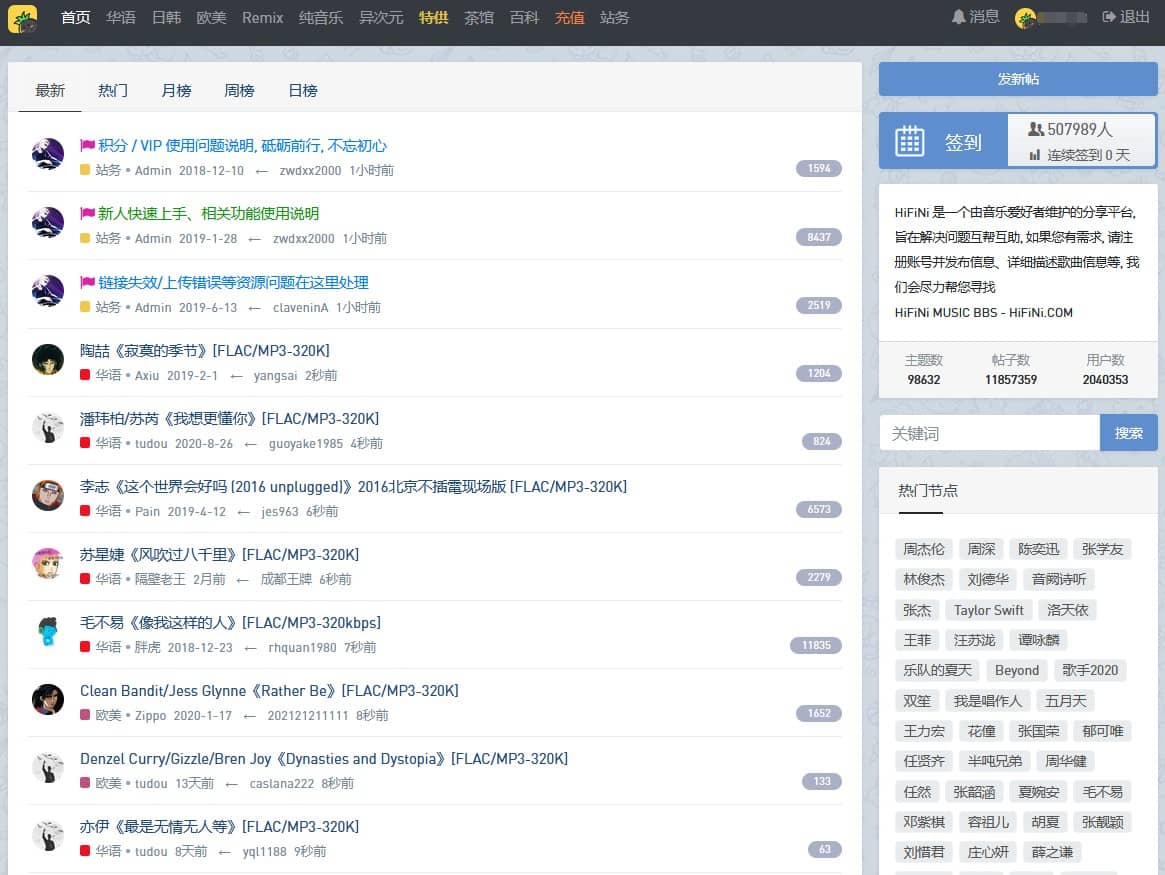 首页 华语 日韩 欧美 Remix 纯音乐 异次元 特供 茶馆 百科 充值 站务 消息 退出
最新 热门 月榜 周榜 日榜
积分 / VIP 使用问题说明, 砥砺前行, 不忘初心
站务 • Admin 2018-12-10 ← zwdxx2000 1小时前 1594
新人快速上手、相关功能使用说明
站务 • Admin 2019-1-28 ← zwdxx2000 1小时前 8437
链接失效/上传错误等资源问题在这里处理
站务 • Admin 2019-6-13 ← claveninA 1小时前 2519
陶喆《寂寞的季节》[FLAC/MP3-320K]
华语 • Axiu 2019-2-1 ← yangsai 2秒前 1204
潘玮柏/苏芮《我想更懂你》[FLAC/MP3-320K]
华语 • tudou 2020-8-26 ← guoyake1985 4秒前 824
李志《这个世界会好吗 (2016 unplugged)》2016北京不插電现场版 [FLAC/MP3-320K]
华语 • Pain 2019-4-12 ← jes963 6秒前 6573
苏星婕《风吹过八千里》[FLAC/MP3-320K]
华语 • 隔壁老王 2月前 ← 成都王牌 6秒前 2279
毛不易《像我这样的人》[FLAC/MP3-320kbps]
华语 • 胖虎 2018-12-23 ← rhquan1980 7秒前 11835
Clean Bandit/Jess Glynne《Rather Be》[FLAC/MP3-320K]
欧美 • Zippo 2020-1-17 ← 202121211111 8秒前 1652
Denzel Curry/Gizzle/Bren Joy《Dynasties and Dystopia》[FLAC/MP3-320K]
欧美 • tudou 13天前 ← caslana222 8秒前 133
亦伊《最是无情无人等》[FLAC/MP3-320K]
华语 • tudou 8天前 ← yql1188 9秒前 63
发新帖
签到
507989人
连续签到 0 天
HiFiNi 是一个由音乐爱好者维护的分享平台,
旨在解决问题互帮互助, 如果您有需求, 请注
册账号并发布信息、详细描述歌曲信息等, 我
们会尽力帮您寻找
HiFiNi MUSIC BBS - HiFiNi.COM
主题数 帖子数 用户数
98632 11857359 2040353
关键词 搜索
热门节点
周杰伦 周深 陈奕迅 张学友
林俊杰 刘德华 音阙诗听
张杰 Taylor Swift 洛天依
王菲 汪苏泷 谭咏麟
乐队的夏天 Beyond 歌手2020
双笙 我是唱作人 五月天
王力宏 花僮 张国荣 郁可唯
任贤齐 半吨兄弟 周华健
任然 张韶涵 夏婉安 毛不易
邓紫棋 容祖儿 胡夏 张靓颖
刘惜君 庄心妍 薛之谦